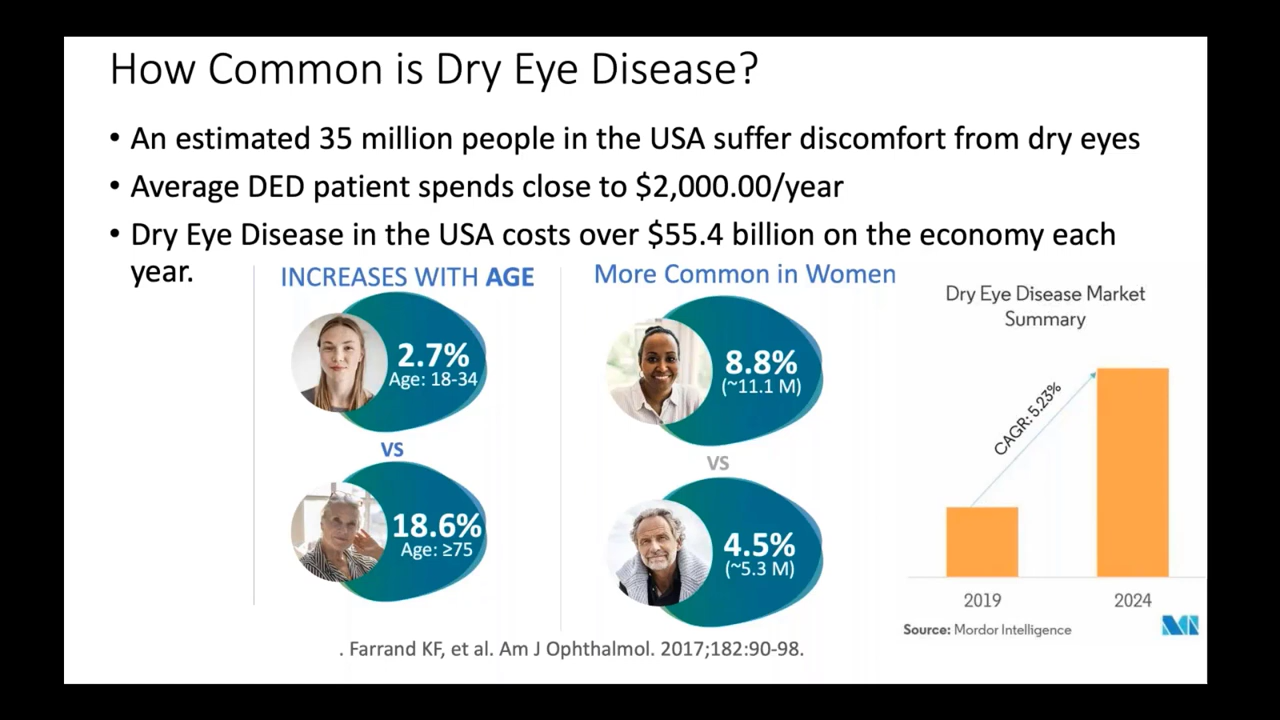 How Common is Dry Eye Disease?
• An estimated 35 million people in the USA suffer discomfort from dry eyes
• Average DED patient spends close to $2,000.00/year
• Dry Eye Disease in the USA costs over $55.4 billion on the economy each
year.
INCREASES WITH AGE
2.7%
Age: 18-34
VS
18.6%
Age: ≥75
More Common in Women
8.8%
(~11.1 M)
VS
4.5%
(~5.3 M)
Dry Eye Disease Market
Summary
CAGR: 5.23%
2019
2024
Source: Mordor Intelligence
. Farrand KF, et al. Am J Ophthalmol. 2017;182:90-98.